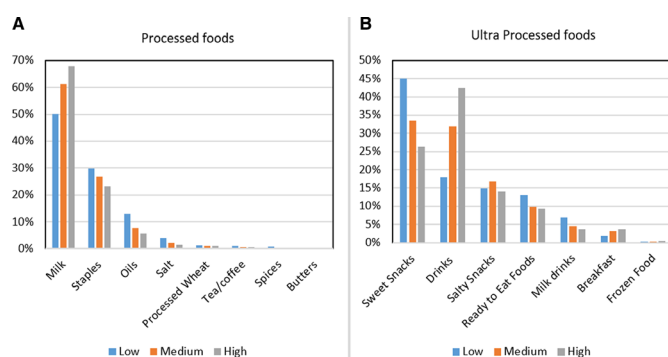 A
Processed foods
70%
60%
50%
40%
30%
20%
10%
0%
Milk
Staples
Oils
Salt
Processed Wheat
Tea/coffee
Spices
Butters
Low Medium High
B
Ultra Processed foods
50%
45%
40%
35%
30%
25%
20%
15%
10%
5%
0%
Sweet Snacks
Drinks
Salty Snacks
Ready to Eat Foods
Milk drinks
Breakfast
Frozen Food
Low Medium High